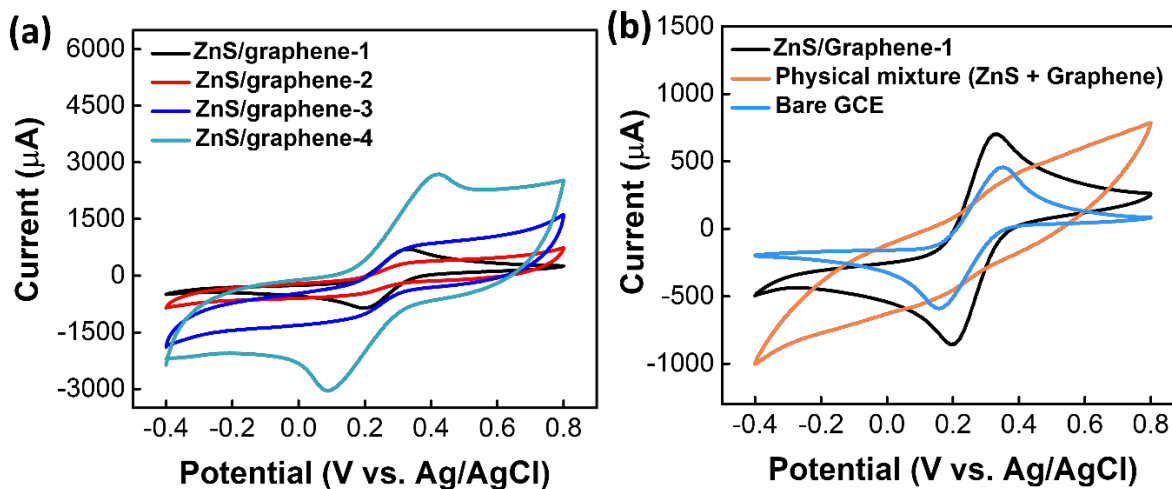 (a)
ZnS/graphene-1
ZnS/graphene-2
ZnS/graphene-3
ZnS/graphene-4
6000
4500
3000
1500
0
-1500
-3000
Current (μA)
-0.4 -0.2 0.0 0.2 0.4 0.6 0.8
Potential (V vs. Ag/AgCl)
(b)
ZnS/Graphene-1
Physical mixture (ZnS + Graphene)
Bare GCE
1500
1000
500
0
-500
-1000
Current (μA)
-0.4 -0.2 0.0 0.2 0.4 0.6 0.8
Potential (V vs. Ag/AgCl)